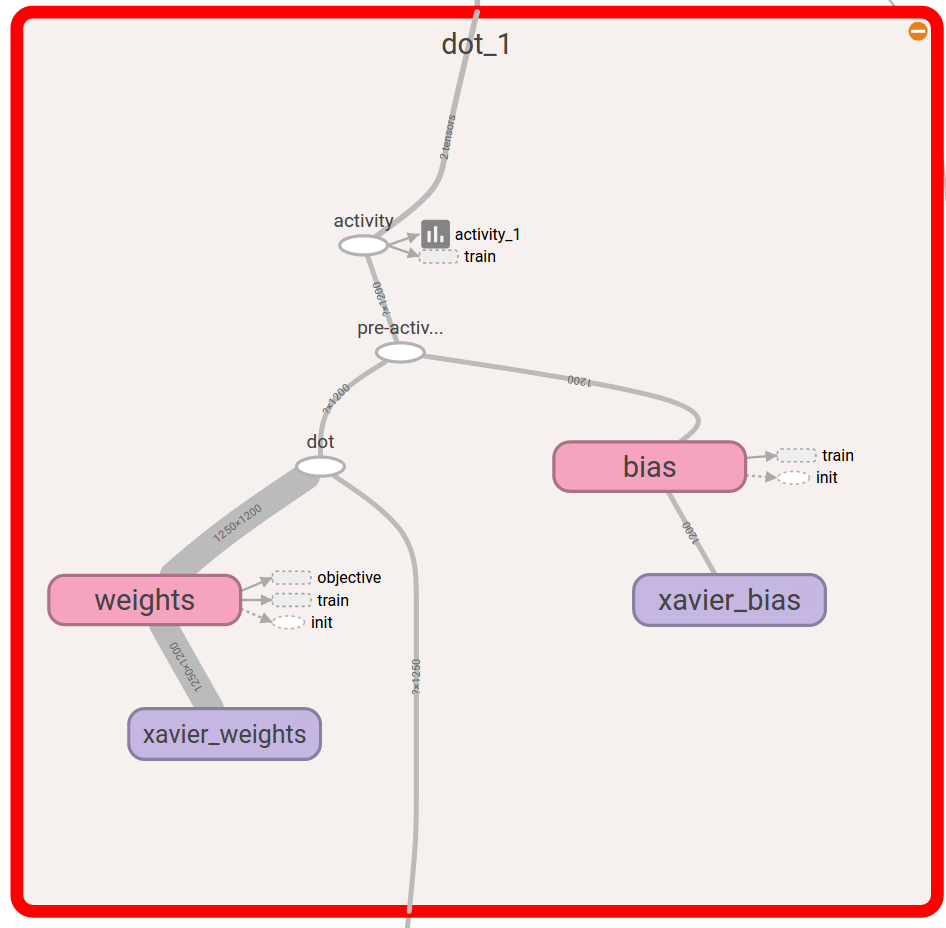 dot_1
2 tensors
activity
activity_1
train
?×1200
pre-activ...
?×1200
1200
dot
bias
train
init
1250×1200
1200
weights
objective
train
init
xavier_bias
1250×1200
?×1250
xavier_weights